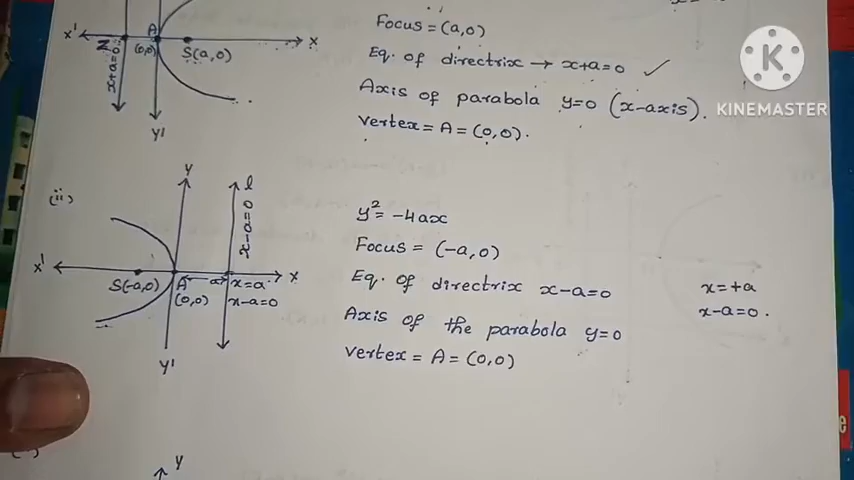 x' Z A (0,0) S(a,0) x
x+a=0
y'
Focus = (a,0)
Eq. of directrix → x+a=0 ✓
Axis of parabola y=0 (x-axis).
vertex = A = (0,0).
KINEMASTER
(ii)
y l
x-a=0
x' S(-a,0) A a x=a x
(0,0) x-a=0
y'
y² = -4ax
Focus = (-a,0)
Eq. of directrix x-a=0
Axis of the parabola y=0
vertex = A = (0,0)
x=+a
x-a=0.
y